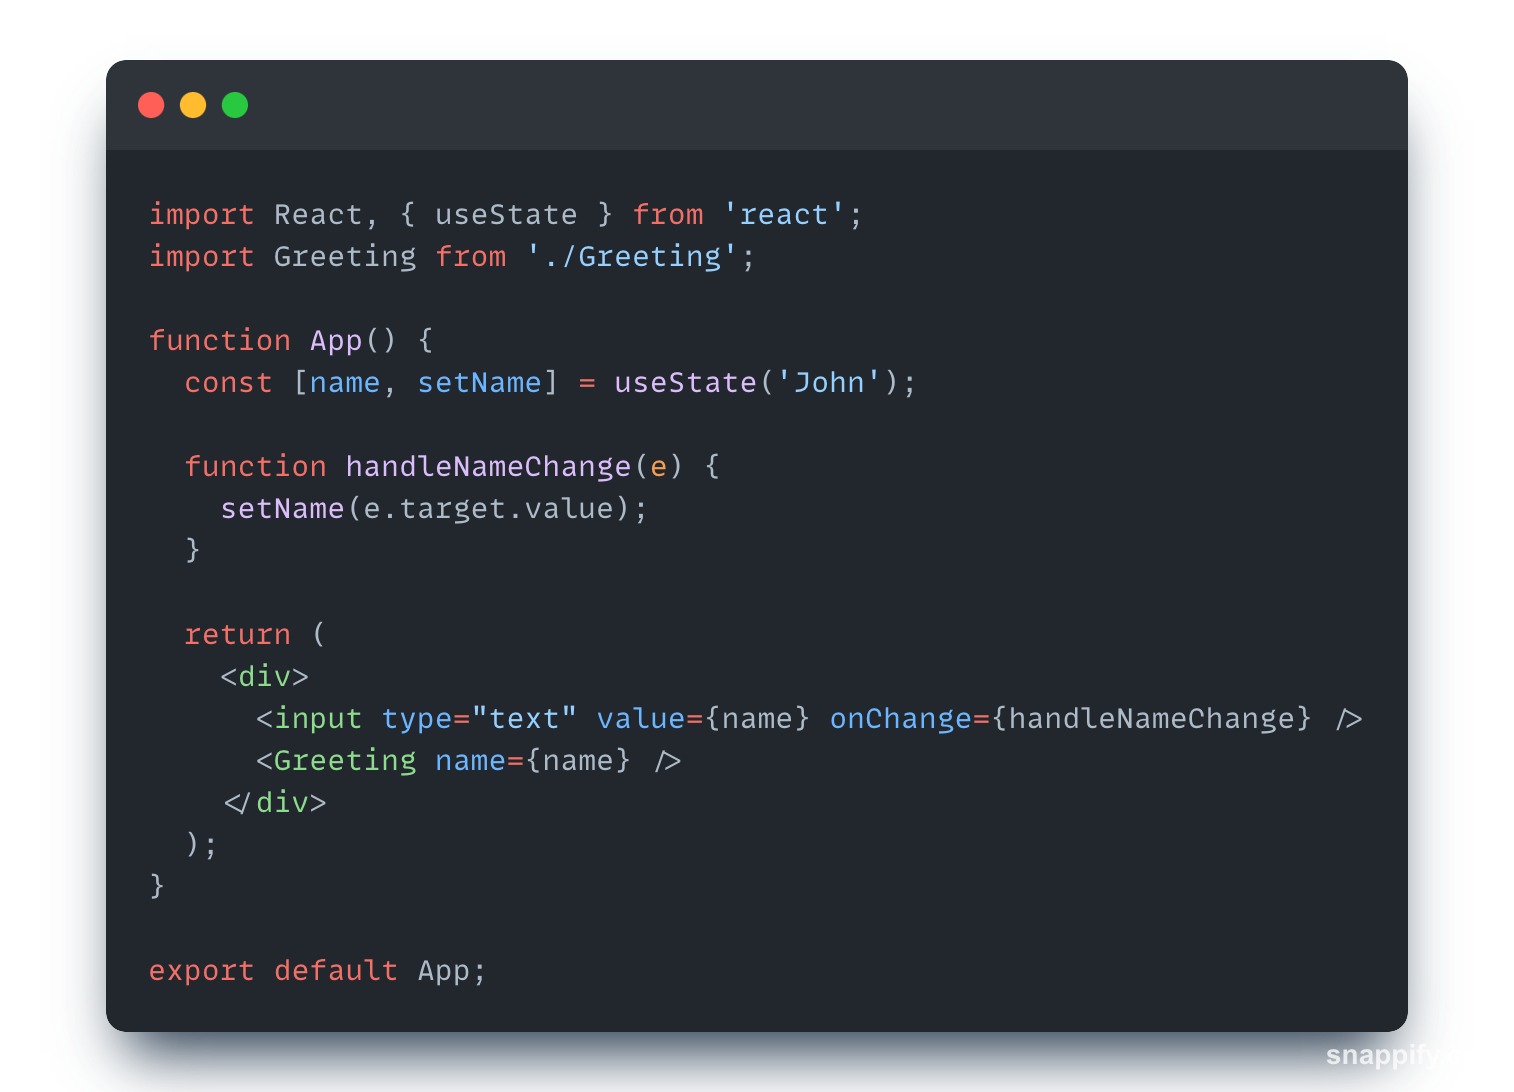 import React, { useState } from 'react';
import Greeting from './Greeting';
function App() {
const [name, setName] = useState('John');
function handleNameChange(e) {
setName(e.target.value);
}
return (
<div>
<input type="text" value={name} onChange={handleNameChange} />
<Greeting name={name} />
</div>
);
}
export default App;
snappify